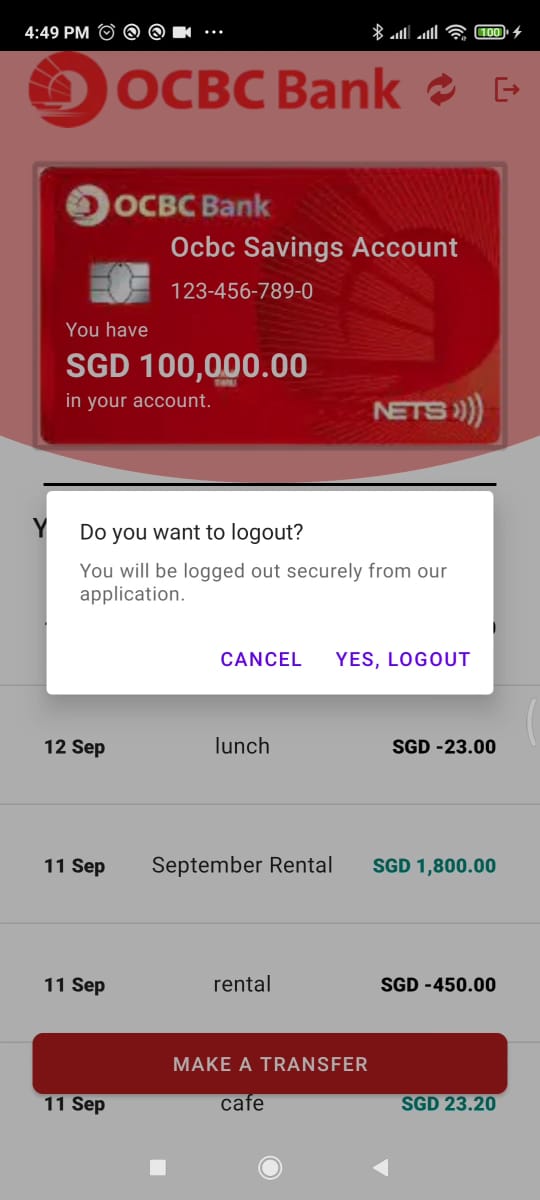 4:49 PM
100
OCBC Bank
OCBC Bank
Ocbc Savings Account
123-456-789-0
You have
SGD 100,000.00
in your account.
NETS
Y
Do you want to logout?
You will be logged out securely from our
application.
CANCEL YES, LOGOUT
12 Sep lunch SGD -23.00
11 Sep September Rental SGD 1,800.00
11 Sep rental SGD -450.00
MAKE A TRANSFER
11 Sep cafe SGD 23.20